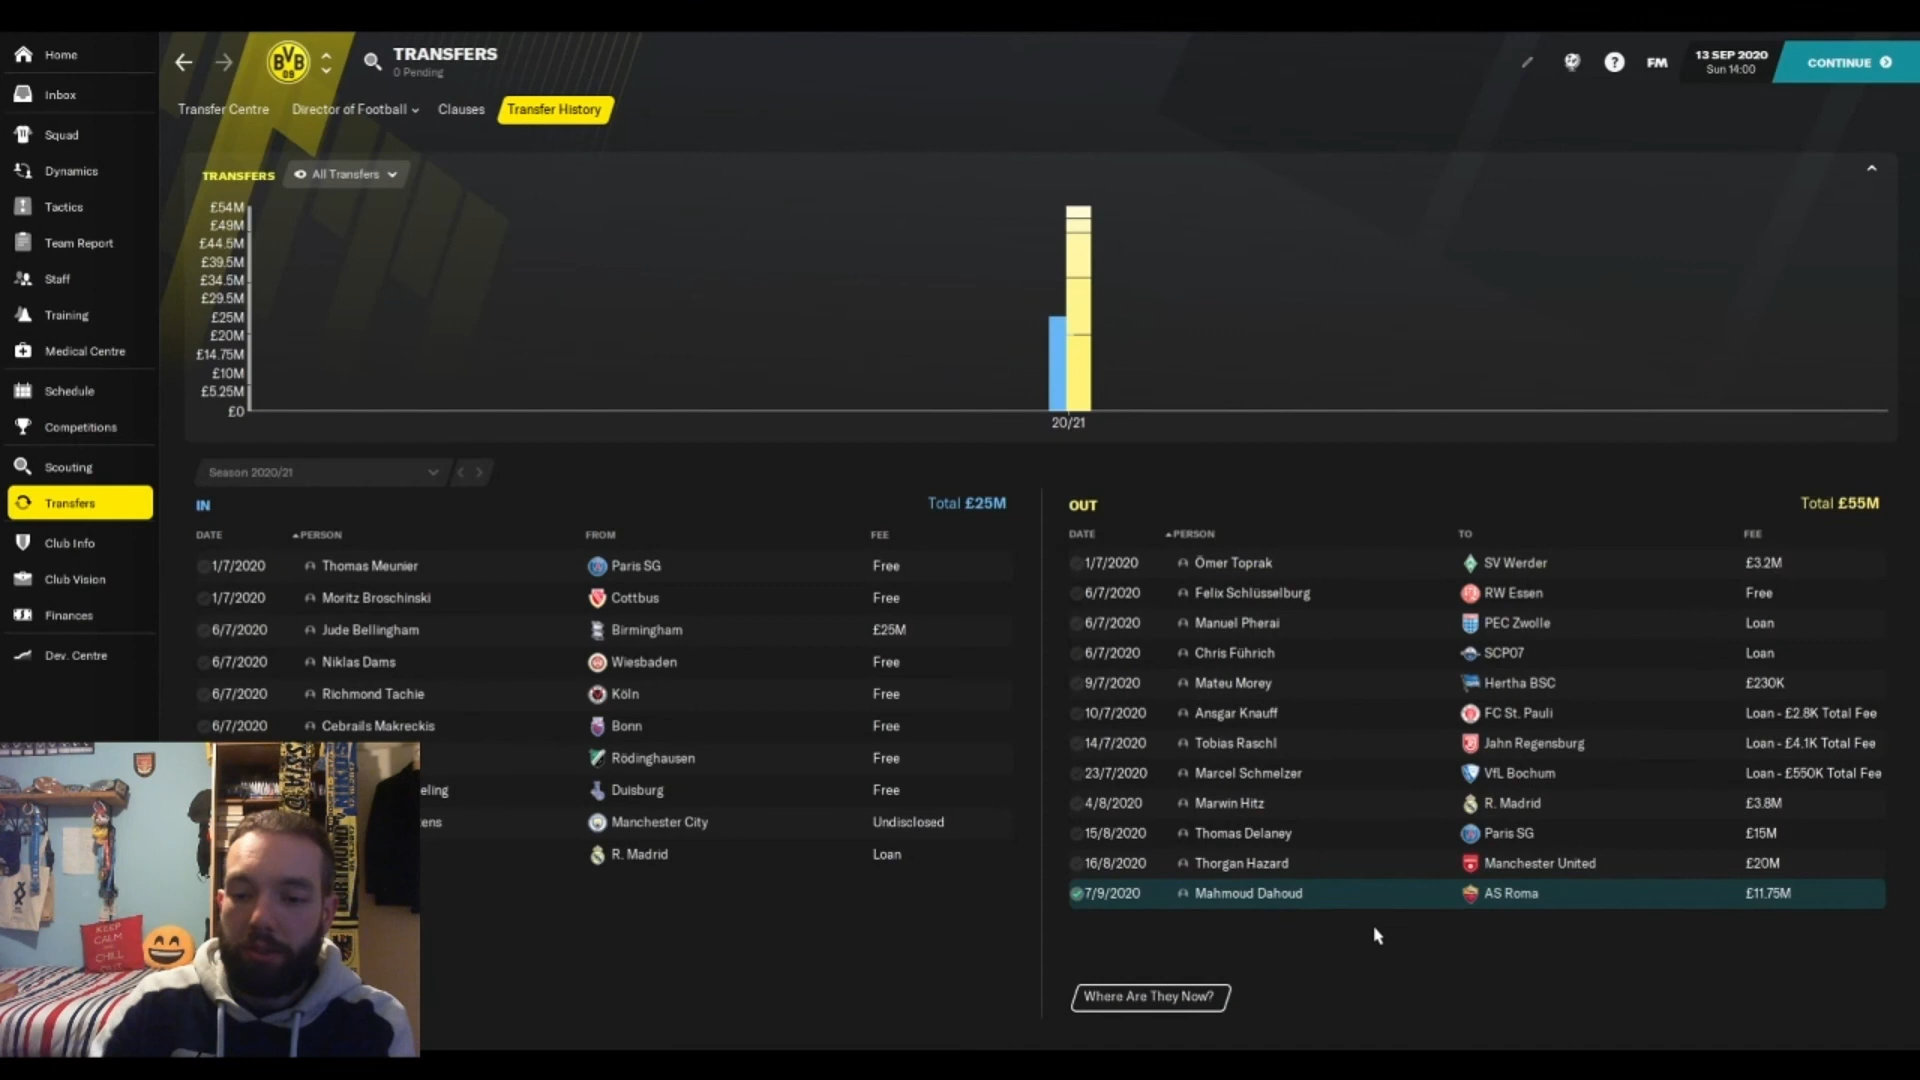 Home
TRANSFERS
0 Pending
FM
13 SEP 2020
Sun 14:00
CONTINUE
Inbox
Transfer Centre
Director of Football
Clauses
Transfer History
Squad
Dynamics
Tactics
Team Report
Staff
Training
Medical Centre
Schedule
Competitions
Scouting
Transfers
Club Info
Club Vision
Finances
Dev. Centre
BVB
09
?
TRANSFERS
All Transfers
£54M
£49M
£44.5M
£39.5M
£34.5M
£29.5M
£25M
£20M
£14.75M
£10M
£5.25M
£0
20/21
Season 2020/21
IN
Total £25M
DATE PERSON FROM FEE
1/7/2020 Thomas Meunier Paris SG Free
1/7/2020 Moritz Broschinski Cottbus Free
6/7/2020 Jude Bellingham Birmingham £25M
6/7/2020 Niklas Dams Wiesbaden Free
6/7/2020 Richmond Tachie Köln Free
6/7/2020 Cebrails Makreckis Bonn Free
Rödinghausen Free
eling Duisburg Free
ens Manchester City Undisclosed
R. Madrid Loan
OUT
Total £55M
DATE PERSON TO FEE
1/7/2020 Ömer Toprak SV Werder £3.2M
6/7/2020 Felix Schlüsselburg RW Essen Free
6/7/2020 Manuel Pherai PEC Zwolle Loan
6/7/2020 Chris Führich SCP07 Loan
9/7/2020 Mateu Morey Hertha BSC £230K
10/7/2020 Ansgar Knauff FC St. Pauli Loan - £2.8K Total Fee
14/7/2020 Tobias Raschl Jahn Regensburg Loan - £4.1K Total Fee
23/7/2020 Marcel Schmelzer VfL Bochum Loan - £550K Total Fee
4/8/2020 Marwin Hitz R. Madrid £3.8M
15/8/2020 Thomas Delaney Paris SG £15M
16/8/2020 Thorgan Hazard Manchester United £20M
7/9/2020 Mahmoud Dahoud AS Roma £11.75M
Where Are They Now?
KEEP
CALM
CHILL
OUT
DORTMUND